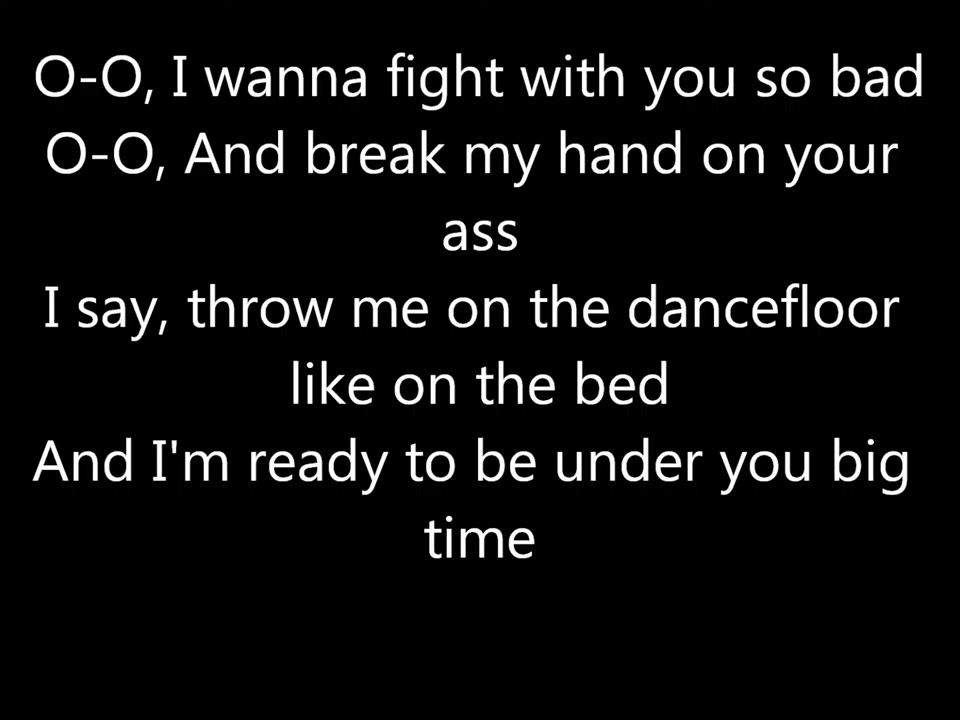 O-O, I wanna fight with you so bad
O-O, And break my hand on your
ass
I say, throw me on the dancefloor
like on the bed
And I'm ready to be under you big
time